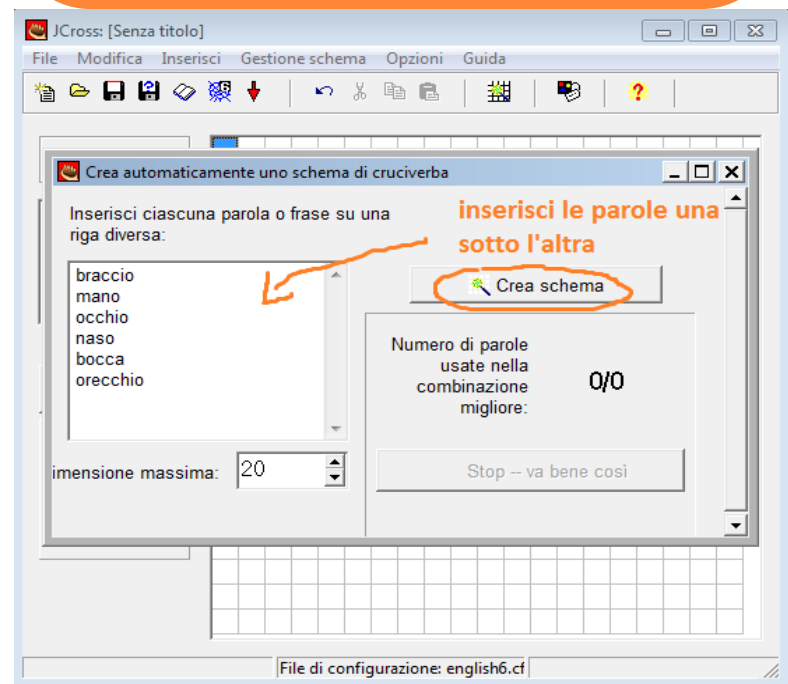 JCross: [Senza titolo]
File Modifica Inserisci Gestione schema Opzioni Guida
Crea automaticamente uno schema di cruciverba
Inserisci ciascuna parola o frase su una
riga diversa:
inserisci le parole una
sotto l'altra
braccio
mano
occhio
naso
bocca
orecchio
Crea schema
Numero di parole
usate nella
combinazione
migliore:
0/0
imensione massima: 20
Stop -- va bene così
File di configurazione: english6.cf